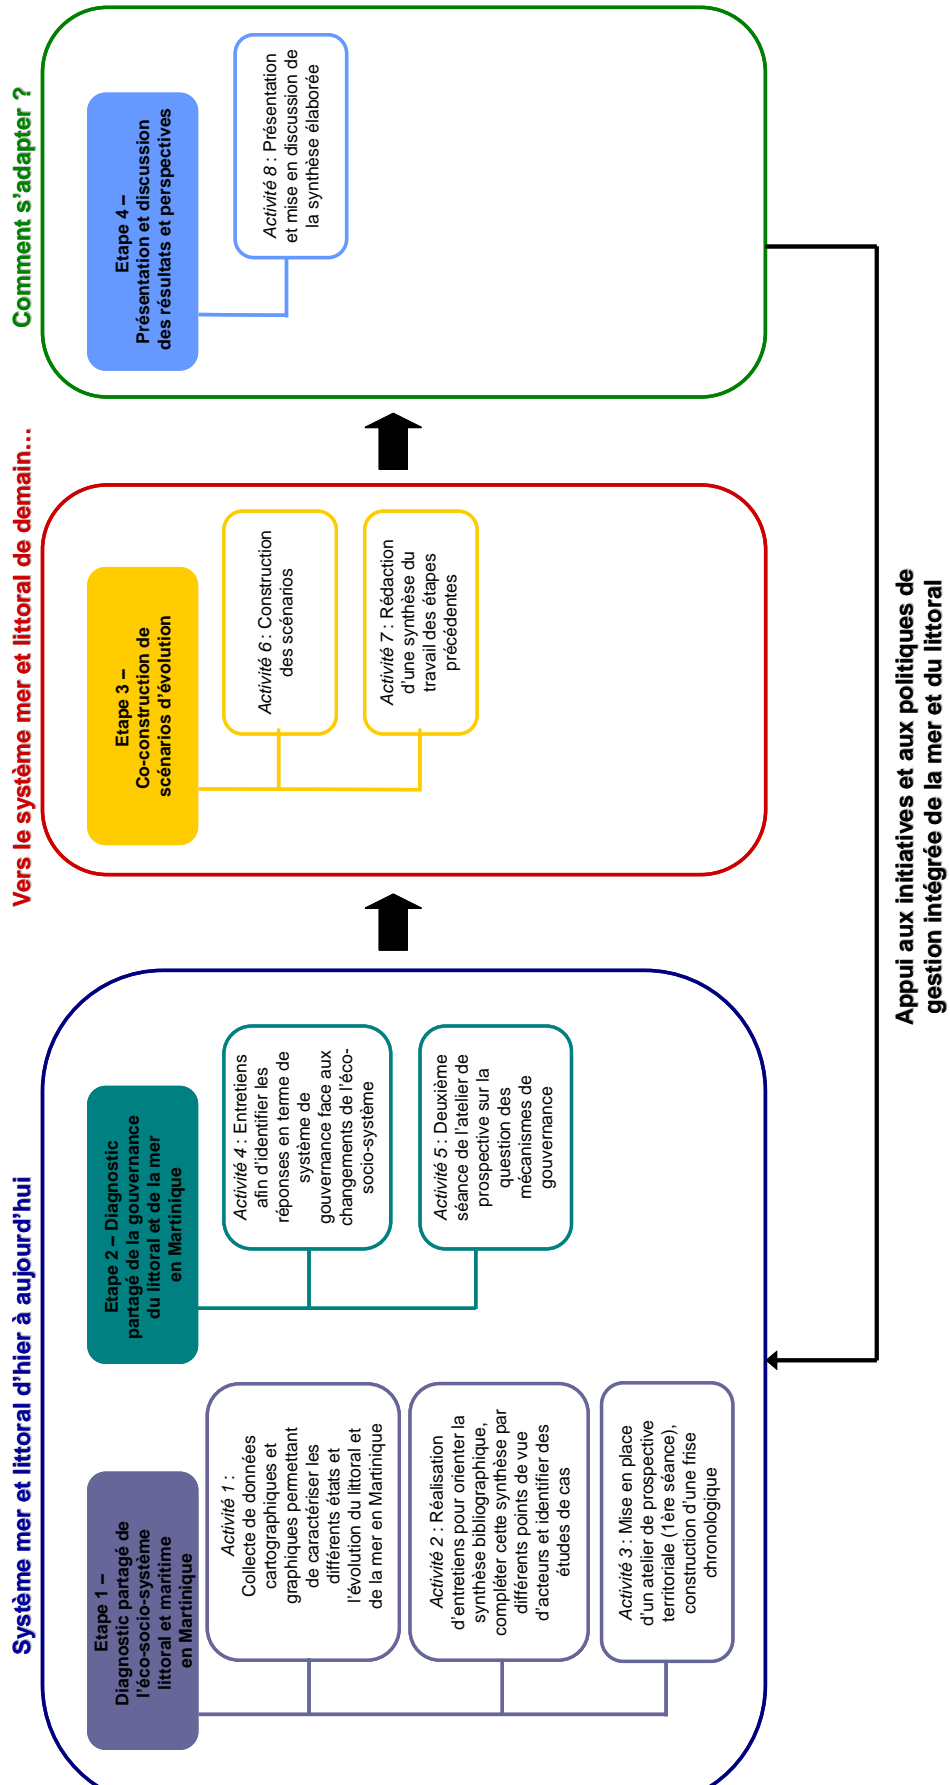 Système mer et littoral d'hier à aujourd'hui
Etape 1 –
Diagnostic partagé de
l'éco-socio-système
littoral et maritime
en Martinique
Activité 1 :
Collecte de données
cartographiques et
graphiques permettant
de caractériser les
différents états et
l'évolution du littoral et
de la mer en Martinique
Activité 2 : Réalisation
d'entretiens pour orienter la
synthèse bibliographique,
compléter cette synthèse par
différents points de vue
d'acteurs et identifier des
études de cas
Activité 3 : Mise en place
d'un atelier de prospective
territoriale (1ère séance),
construction d'une frise
chronologique
Etape 2 – Diagnostic
partagé de la gouvernance
du littoral et de la mer
en Martinique
Activité 4 : Entretiens
afin d'identifier les
réponses en terme de
système de
gouvernance face aux
changements de l'éco-
socio-système
Activité 5 : Deuxième
séance de l'atelier de
prospective sur la
question des
mécanismes de
gouvernance
Vers le système mer et littoral de demain…
Etape 3 –
Co-construction de
scénarios d'évolution
Activité 6 : Construction
des scénarios
Activité 7 : Rédaction
d'une synthèse du
travail des étapes
précédentes
Comment s'adapter ?
Etape 4 –
Présentation et discussion
des résultats et perspectives
Activité 8 : Présentation
et mise en discussion de
la synthèse élaborée
Appui aux initiatives et aux politiques de
gestion intégrée de la mer et du littoral